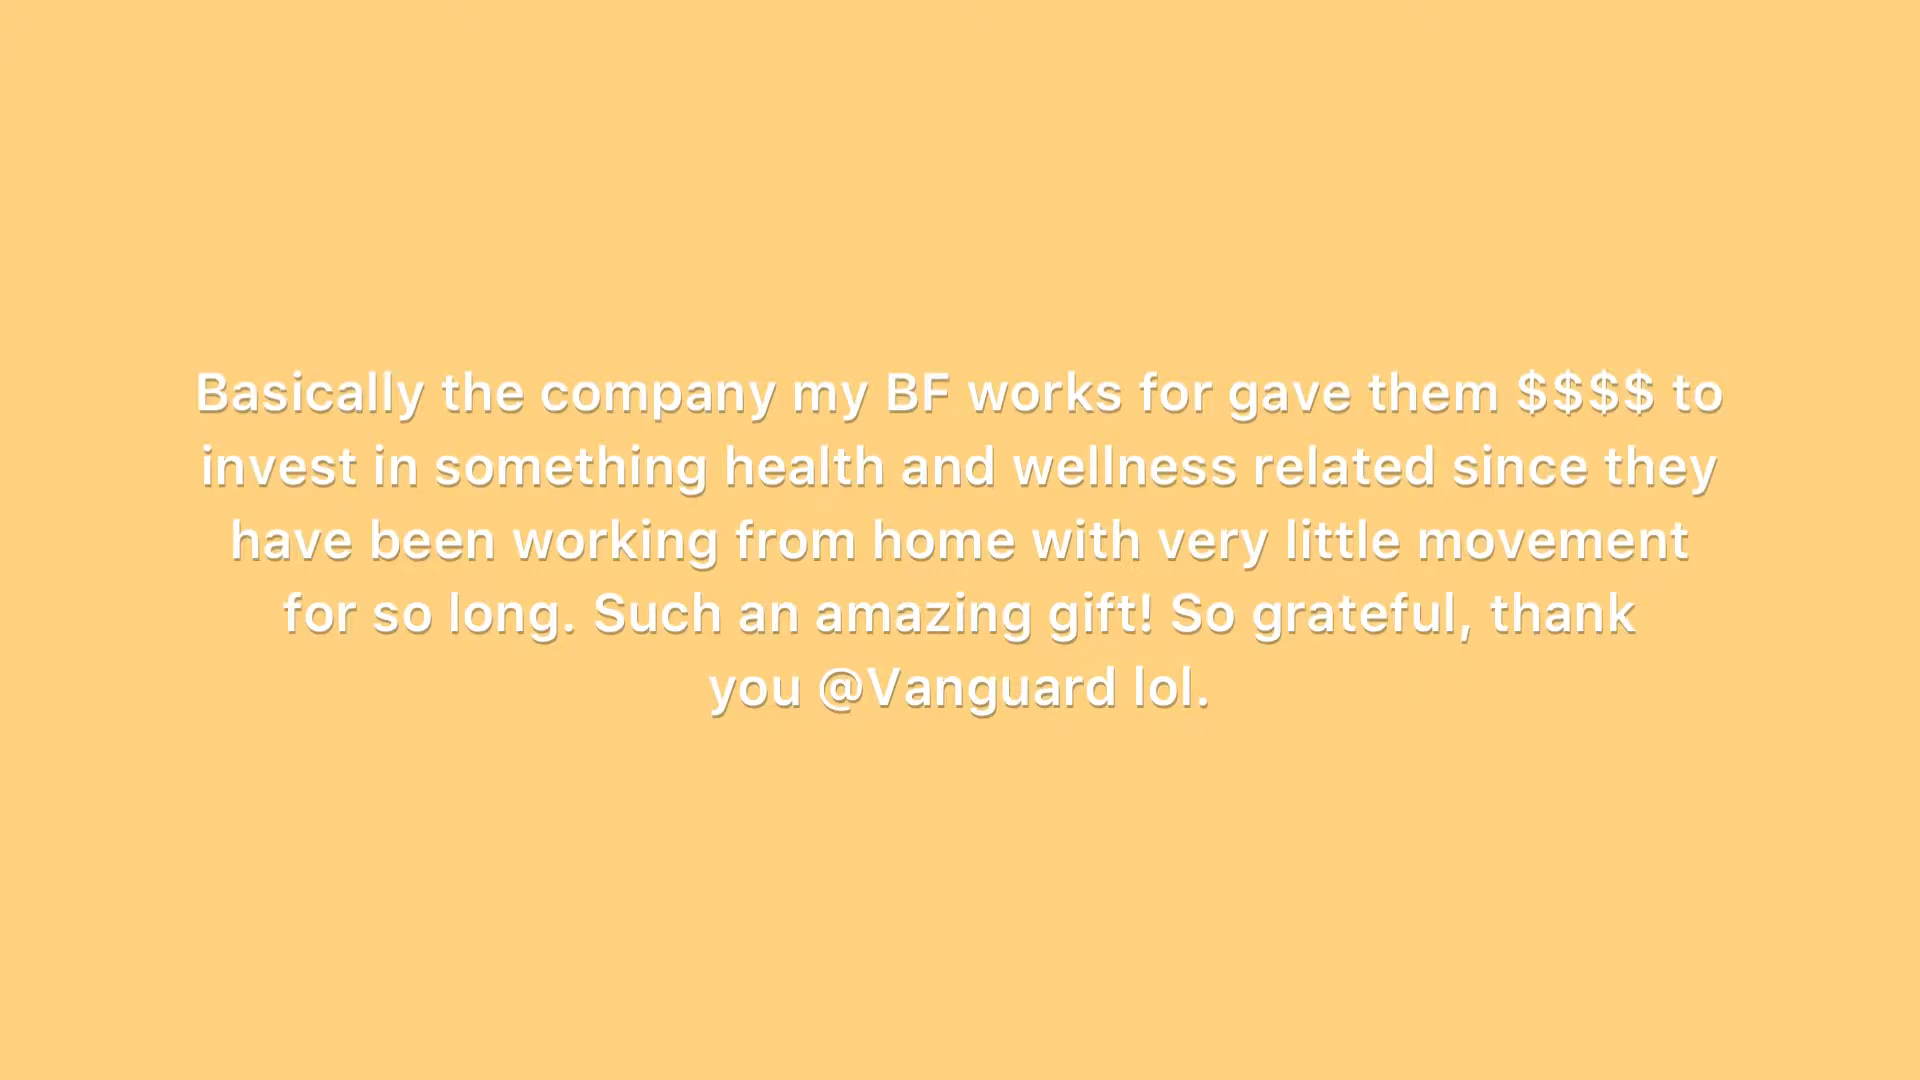 Basically the company my BF works for gave them $$$$ to
invest in something health and wellness related since they
have been working from home with very little movement
for so long. Such an amazing gift! So grateful, thank
you @Vanguard lol.